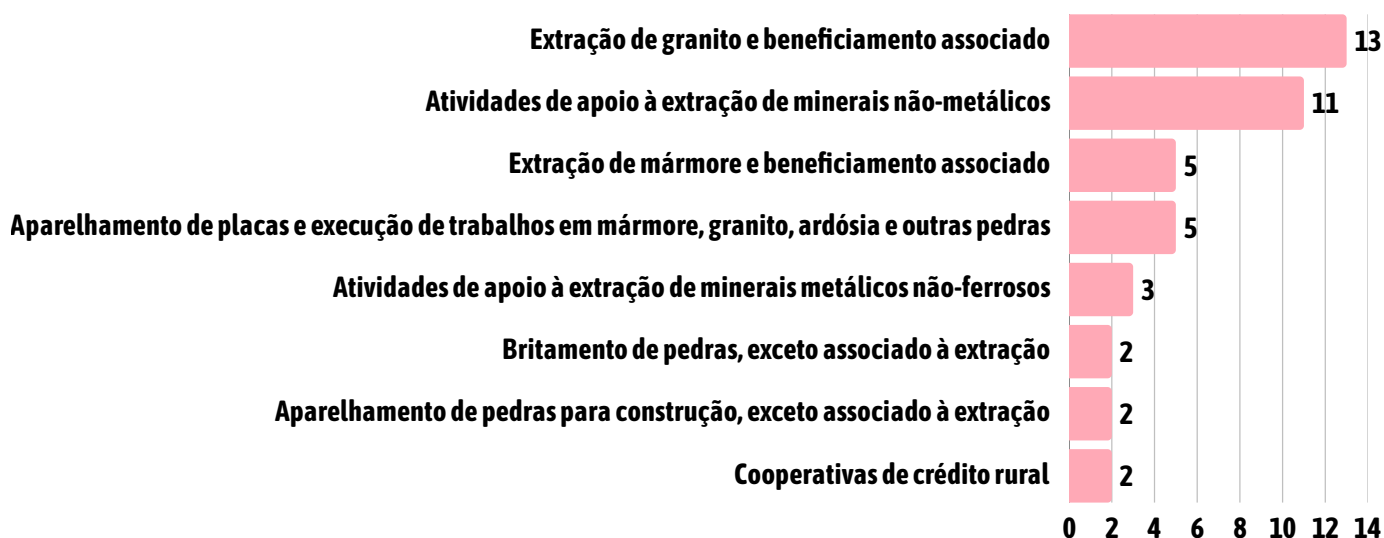 Extração de granito e beneficiamento associado 13
Atividades de apoio à extração de minerais não-metálicos 11
Extração de mármore e beneficiamento associado 5
Aparelhamento de placas e execução de trabalhos em mármore, granito, ardósia e outras pedras 5
Atividades de apoio à extração de minerais metálicos não-ferrosos 3
Britamento de pedras, exceto associado à extração 2
Aparelhamento de pedras para construção, exceto associado à extração 2
Cooperativas de crédito rural 2
0 2 4 6 8 10 12 14